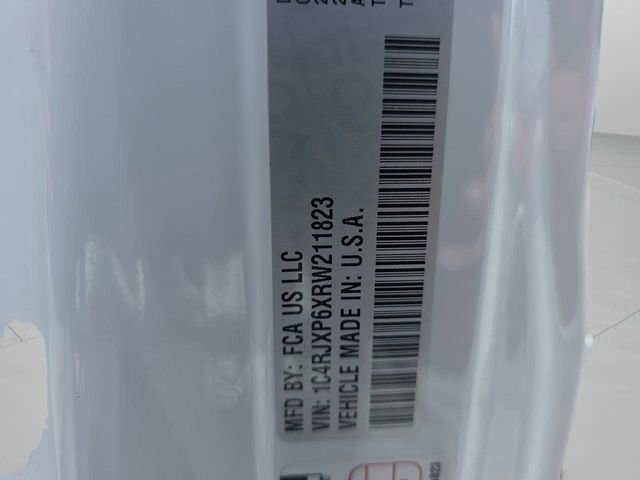 MFD BY: FCA US LLC
VIN: 1C4RJXP6XRW211823
VEHICLE MADE IN: U.S.A.